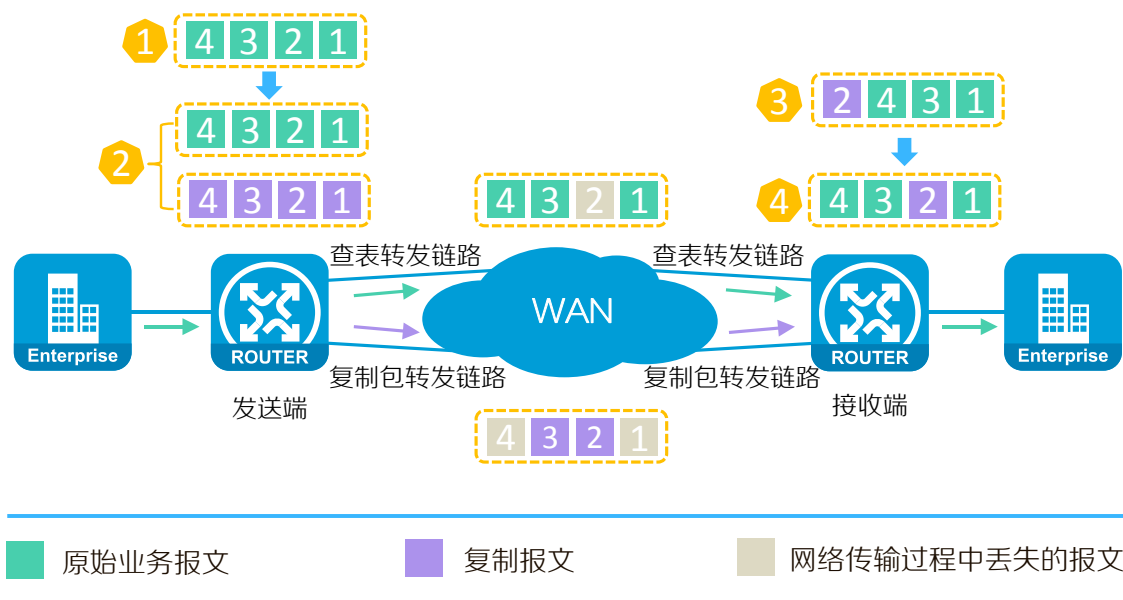 1
4 3 2 1
2
4 3 2 1
4 3 2 1
3
2 4 3 1
4
4 3 2 1
4 3 2 1
查表转发链路
查表转发链路
Enterprise
ROUTER
WAN
ROUTER
Enterprise
复制包转发链路
复制包转发链路
发送端
接收端
4 3 2 1
原始业务报文
复制报文
网络传输过程中丢失的报文